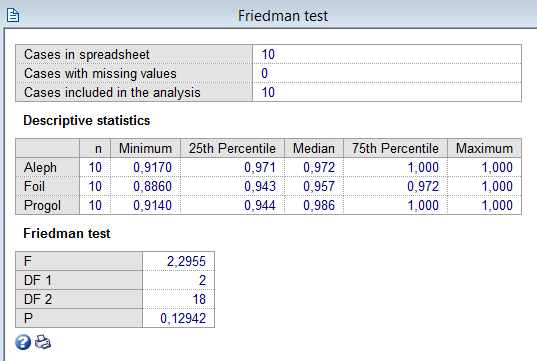 Friedman test
Cases in spreadsheet 10
Cases with missing values 0
Cases included in the analysis 10
Descriptive statistics
n Minimum 25th Percentile Median 75th Percentile Maximum
Aleph 10 0,9170 0,971 0,972 1,000 1,000
Foil 10 0,8860 0,943 0,957 0,972 1,000
Progol 10 0,9140 0,944 0,986 1,000 1,000
Friedman test
F 2,2955
DF 1 2
DF 2 18
P 0,12942